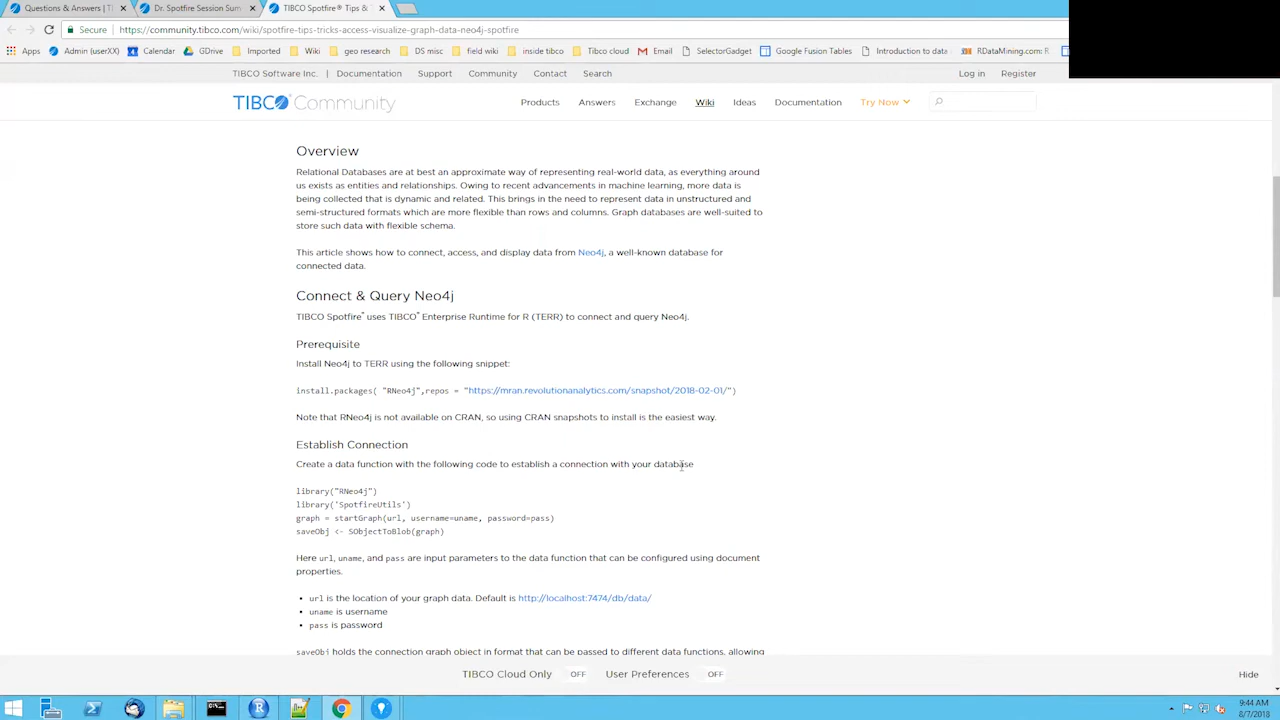 Questions & Answers | TI
Dr. Spotfire Session Sum
TIBCO Spotfire® Tips &
Secure
https://community.tibco.com/wiki/spotfire-tips-tricks-access-visualize-graph-data-neo4j-spotfire
Apps
Admin (UserXX)
Calendar
GDrive
Imported
Wiki
geo research
DS misc
field wiki
inside tibco
Tibco cloud
Email
SelectorGadget
Google Fusion Tables
Introduction to data
RDataMining.com: R
TIBCO Software Inc.
Documentation
Support
Community
Contact
Search
Log in
Register
TIBCO® Community
Products
Answers
Exchange
Wiki
Ideas
Documentation
Try Now
Overview
Relational Databases are at best an approximate way of representing real-world data, as everything around
us exists as entities and relationships. Owing to recent advancements in machine learning, more data is
being collected that is dynamic and related. This brings in the need to represent data in unstructured and
semi-structured formats which are more flexible than rows and columns. Graph databases are well-suited to
store such data with flexible schema.
This article shows how to connect, access, and display data from Neo4j, a well-known database for
connected data.
Connect & Query Neo4j
TIBCO Spotfire® uses TIBCO® Enterprise Runtime for R (TERR) to connect and query Neo4j.
Prerequisite
Install Neo4j to TERR using the following snippet:
install.packages( "RNeo4j",repos = "https://mran.revolutionanalytics.com/snapshot/2018-02-01/")
Note that RNeo4j is not available on CRAN, so using CRAN snapshots to install is the easiest way.
Establish Connection
Create a data function with the following code to establish a connection with your database
library("RNeo4j")
library('SpotfireUtils')
graph = startGraph(url, username=uname, password=pass)
saveObj <- SObjectToBlob(graph)
Here url, uname, and pass are input parameters to the data function that can be configured using document
properties.
• url is the location of your graph data. Default is http://localhost:7474/db/data/
• uname is username
• pass is password
saveObj holds the connection graph object in format that can be passed to different data functions, allowing
TIBCO Cloud Only
OFF
User Preferences
OFF
Hide
9:44 AM
8/7/2018